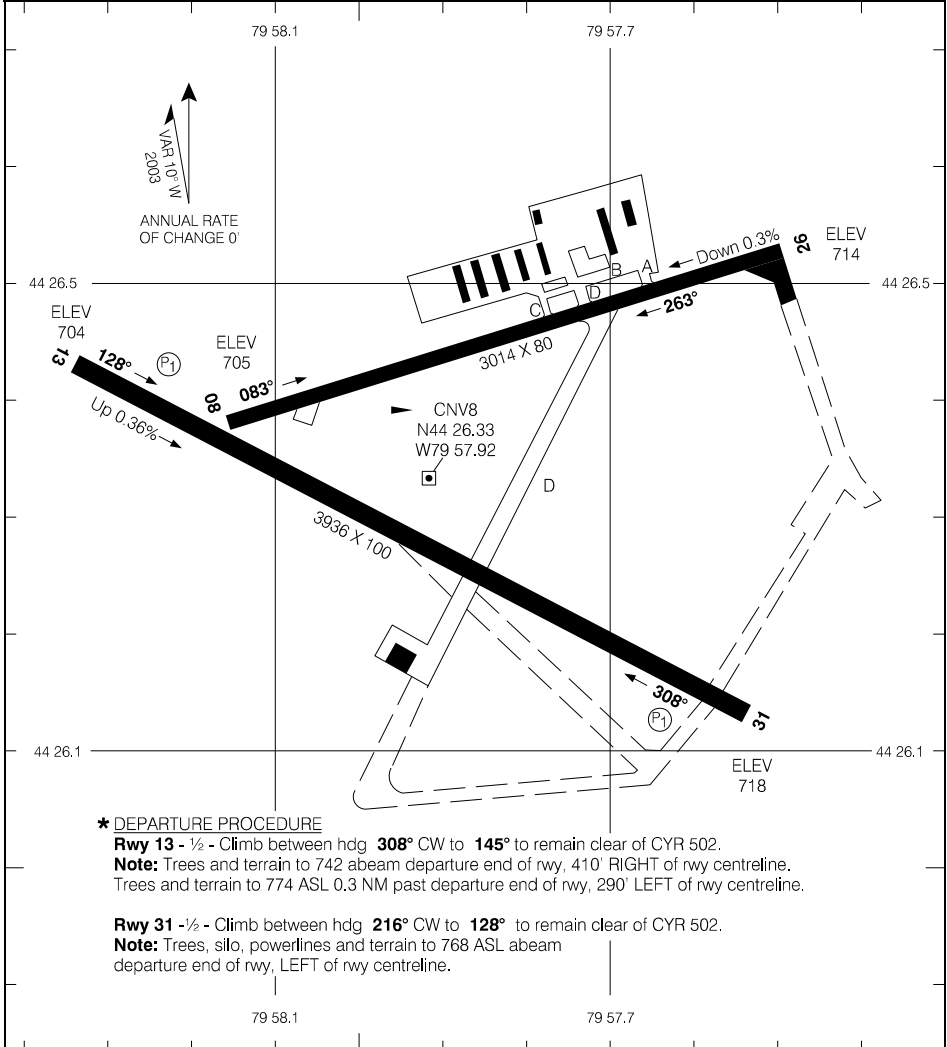 79 58.1
79 57.7
VAR 10° W
2003
ANNUAL RATE
OF CHANGE 0'
ELEV
714
26
Down 0.3%
A
B
D
C
263°
44 26.5
44 26.5
ELEV
704
13
128°
P1
ELEV
705
08
083°
3014 X 80
Up 0.36%
CNV8
N44 26.33
W79 57.92
D
3936 X 100
308°
P1
31
44 26.1
44 26.1
ELEV
718
* DEPARTURE PROCEDURE
Rwy 13 - ½ - Climb between hdg 308° CW to 145° to remain clear of CYR 502.
Note: Trees and terrain to 742 abeam departure end of rwy, 410' RIGHT of rwy centreline.
Trees and terrain to 774 ASL 0.3 NM past departure end of rwy, 290' LEFT of rwy centreline.
Rwy 31 -½ - Climb between hdg 216° CW to 128° to remain clear of CYR 502.
Note: Trees, silo, powerlines and terrain to 768 ASL abeam
departure end of rwy, LEFT of rwy centreline.
79 58.1
79 57.7